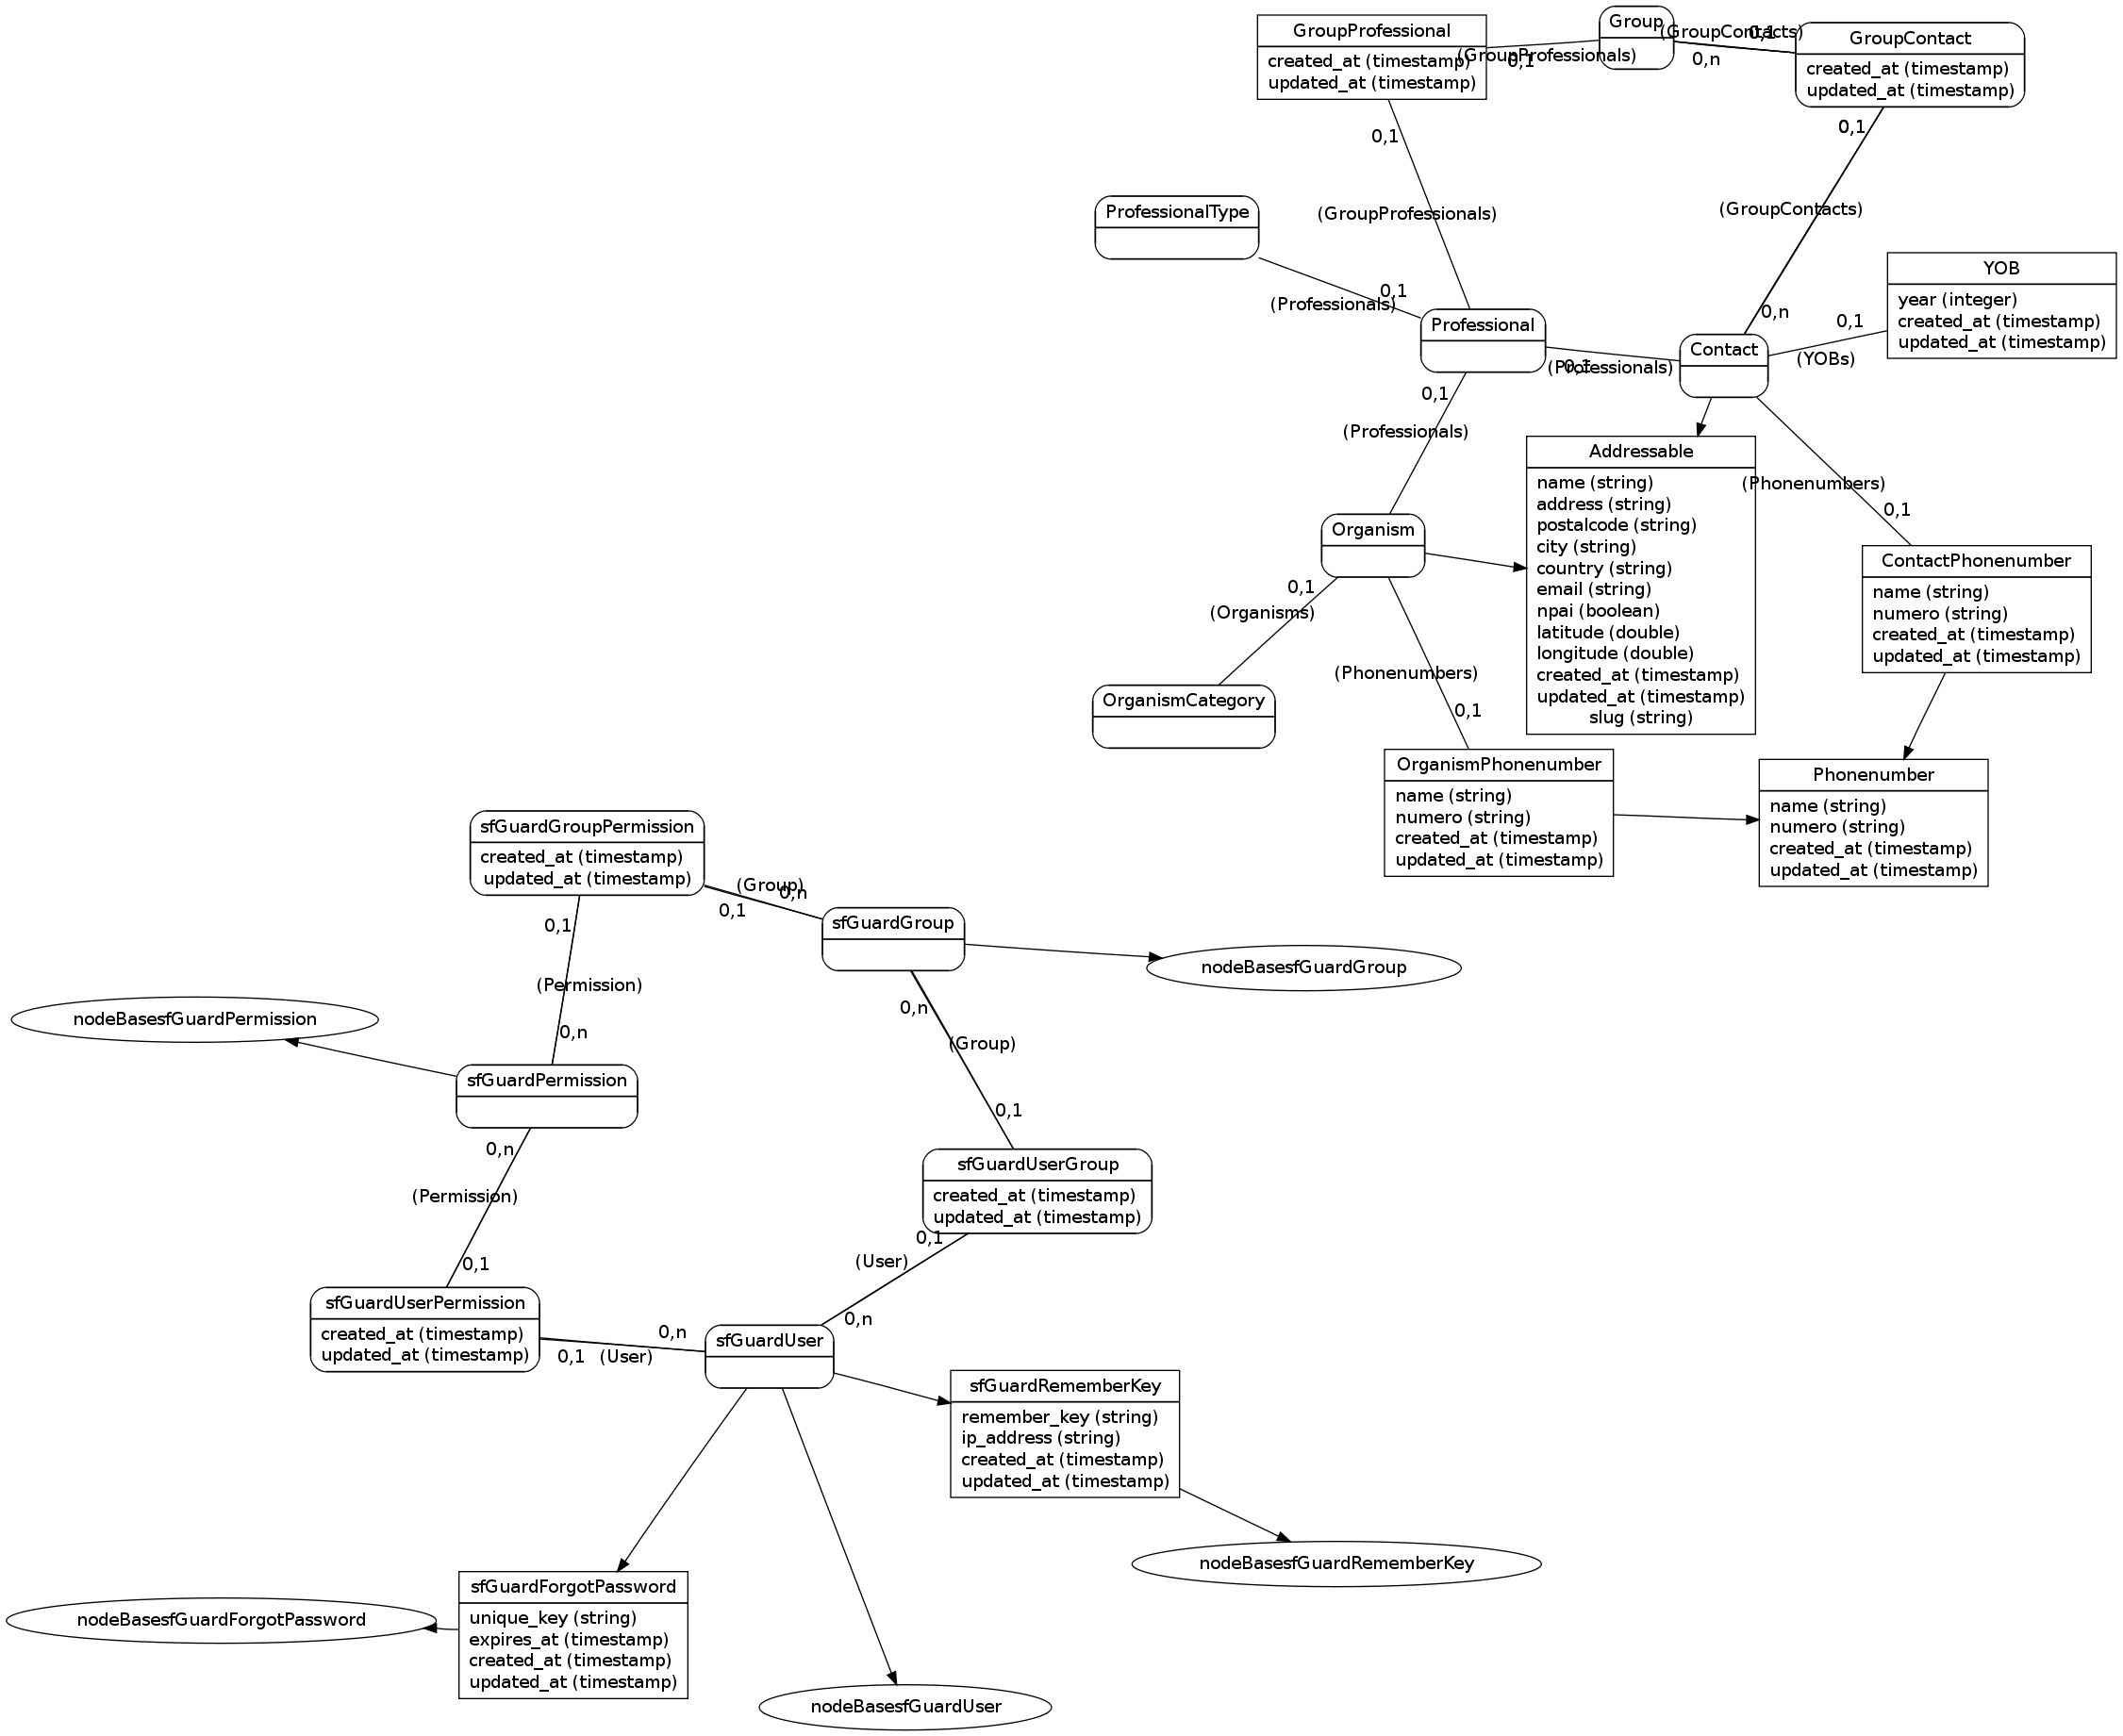 GroupProfessional
created_at (timestamp)
updated_at (timestamp)
(GroupProfessionals)
0,1
Group
(GroupContacts)
0,1
0,n
GroupContact
created_at (timestamp)
updated_at (timestamp)
0,1
0,1
(GroupProfessionals)
(GroupContacts)
0,n
ProfessionalType
0,1
(Professionals)
Professional
0,1
(Professionals)
Contact
0,1
(YOBs)
YOB
year (integer)
created_at (timestamp)
updated_at (timestamp)
0,1
(Professionals)
Addressable
name (string)
address (string)
postalcode (string)
city (string)
country (string)
email (string)
npai (boolean)
latitude (double)
longitude (double)
created_at (timestamp)
updated_at (timestamp)
slug (string)
(Phonenumbers)
0,1
Organism
0,1
(Organisms)
ContactPhonenumber
name (string)
numero (string)
created_at (timestamp)
updated_at (timestamp)
(Phonenumbers)
0,1
OrganismCategory
OrganismPhonenumber
name (string)
numero (string)
created_at (timestamp)
updated_at (timestamp)
Phonenumber
name (string)
numero (string)
created_at (timestamp)
updated_at (timestamp)
sfGuardGroupPermission
created_at (timestamp)
updated_at (timestamp)
(Group)
0,n
0,1
sfGuardGroup
0,1
nodeBasesfGuardGroup
(Permission)
0,n
0,n
nodeBasesfGuardPermission
(Group)
sfGuardPermission
0,1
0,n
sfGuardUserGroup
created_at (timestamp)
updated_at (timestamp)
(Permission)
0,1
0,1
(User)
0,n
sfGuardUserPermission
created_at (timestamp)
updated_at (timestamp)
0,n
0,1
(User)
sfGuardUser
sfGuardRememberKey
remember_key (string)
ip_address (string)
created_at (timestamp)
updated_at (timestamp)
nodeBasesfGuardRememberKey
sfGuardForgotPassword
unique_key (string)
expires_at (timestamp)
created_at (timestamp)
updated_at (timestamp)
nodeBasesfGuardForgotPassword
nodeBasesfGuardUser